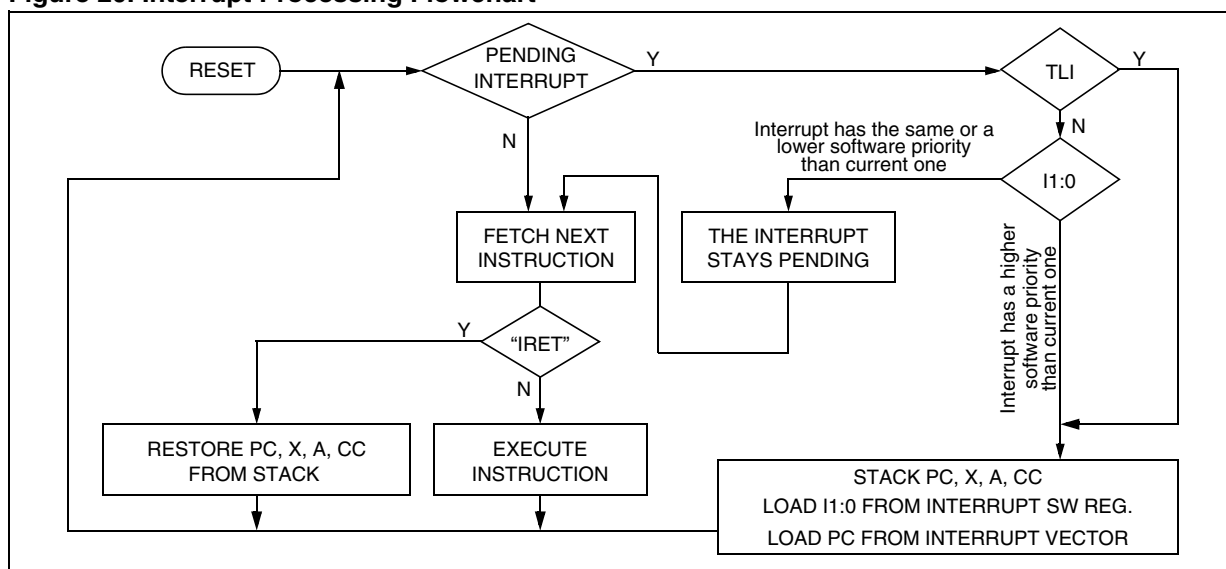 Figure 20. Interrupt Processing Flowchart
RESET
PENDING
INTERRUPT
Y
TLI
Y
N
N
Interrupt has the same or a
lower software priority
than current one
I1:0
FETCH NEXT
INSTRUCTION
THE INTERRUPT
STAYS PENDING
Interrupt has a higher
software priority
than current one
Y
“IRET”
N
RESTORE PC, X, A, CC
FROM STACK
EXECUTE
INSTRUCTION
STACK PC, X, A, CC
LOAD I1:0 FROM INTERRUPT SW REG.
LOAD PC FROM INTERRUPT VECTOR